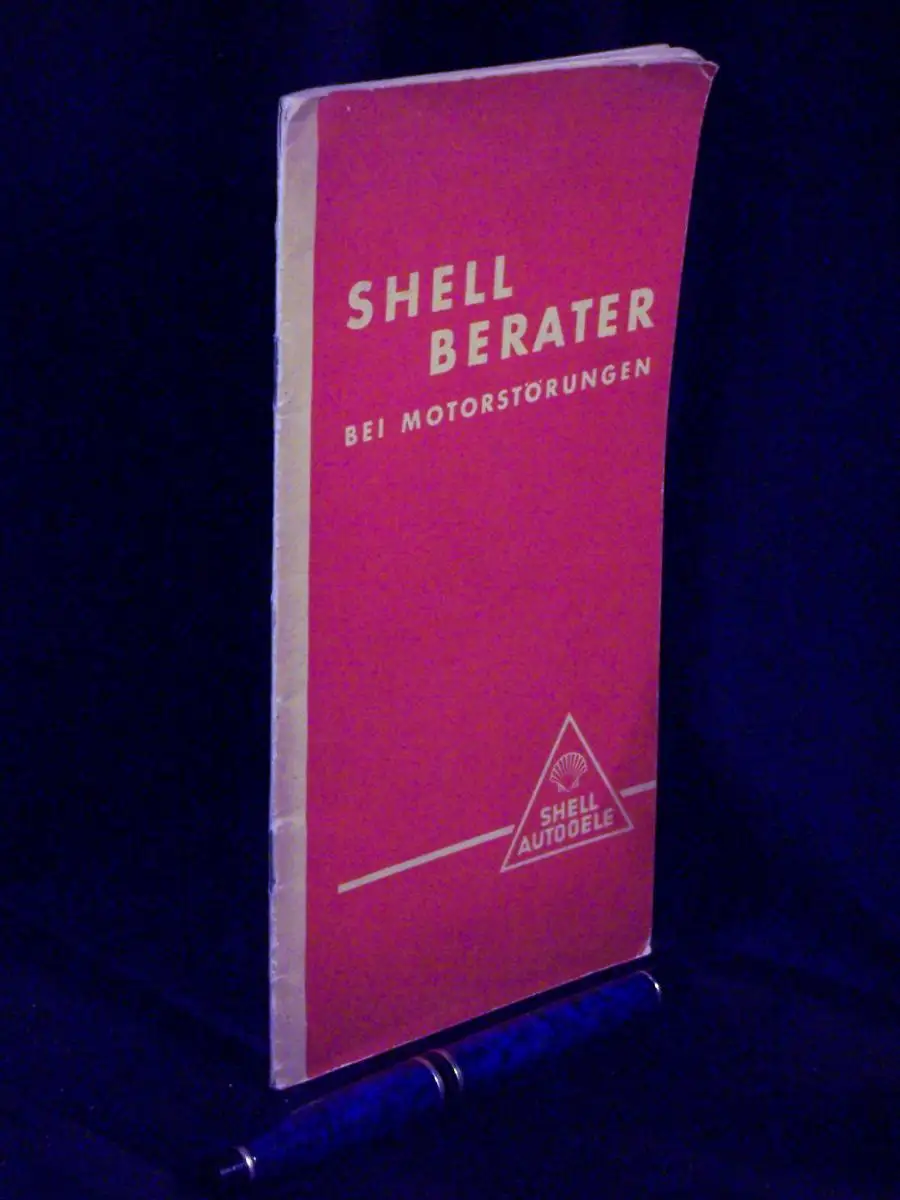 SHELL
BERATER
BEI MOTORSTÖRUNGEN
SHELL
AUTOOELE